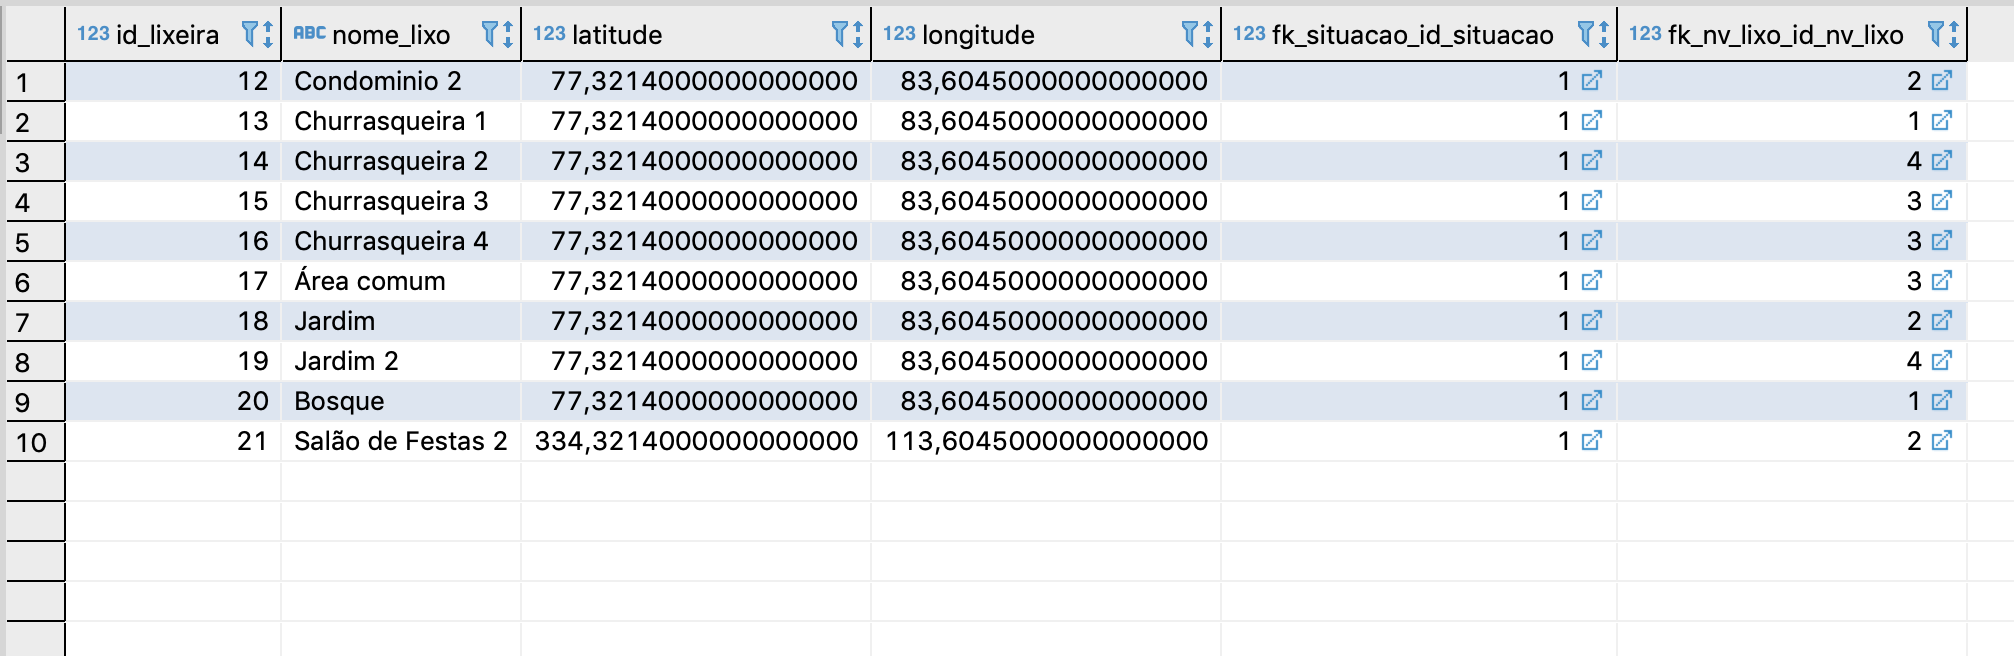 123 id_lixeira ABC nome_lixo 123 latitude 123 longitude 123 fk_situacao_id_situacao 123 fk_nv_lixo_id_nv_lixo
1 12 Condominio 2 77,3214000000000000 83,6045000000000000 1 2
2 13 Churrasqueira 1 77,3214000000000000 83,6045000000000000 1 1
3 14 Churrasqueira 2 77,3214000000000000 83,6045000000000000 1 4
4 15 Churrasqueira 3 77,3214000000000000 83,6045000000000000 1 3
5 16 Churrasqueira 4 77,3214000000000000 83,6045000000000000 1 3
6 17 Área comum 77,3214000000000000 83,6045000000000000 1 3
7 18 Jardim 77,3214000000000000 83,6045000000000000 1 2
8 19 Jardim 2 77,3214000000000000 83,6045000000000000 1 4
9 20 Bosque 77,3214000000000000 83,6045000000000000 1 1
10 21 Salão de Festas 2 334,3214000000000000 113,6045000000000000 1 2